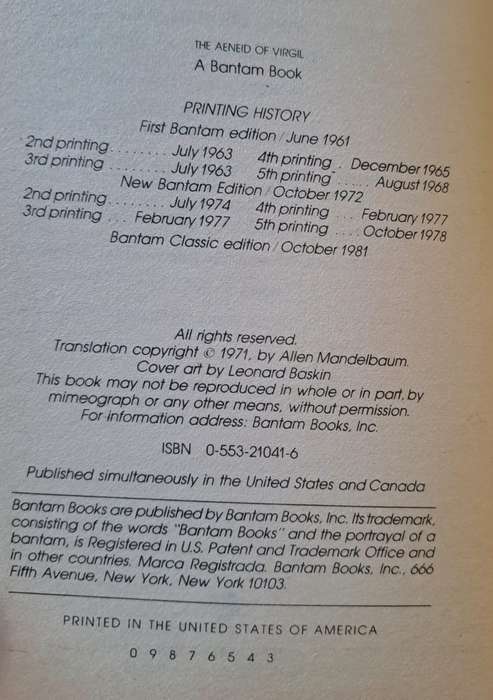 THE AENEID OF VIRGIL
A Bantam Book
PRINTING HISTORY
First Bantam edition / June 1961
2nd printing ........ July 1963 4th printing . December 1965
3rd printing ........ July 1963 5th printing ..... August 1968
New Bantam Edition / October 1972
2nd printing ........ July 1974 4th printing ... February 1977
3rd printing ... February 1977 5th printing .... October 1978
Bantam Classic edition / October 1981
All rights reserved.
Translation copyright © 1971, by Allen Mandelbaum.
Cover art by Leonard Baskin
This book may not be reproduced in whole or in part, by
mimeograph or any other means, without permission.
For information address: Bantam Books, Inc.
ISBN 0-553-21041-6
Published simultaneously in the United States and Canada
Bantam Books are published by Bantam Books, Inc. Its trademark,
consisting of the words "Bantam Books" and the portrayal of a
bantam, is Registered in U.S. Patent and Trademark Office and
in other countries. Marca Registrada. Bantam Books, Inc., 666
Fifth Avenue, New York, New York 10103.
PRINTED IN THE UNITED STATES OF AMERICA
0 9 8 7 6 5 4 3